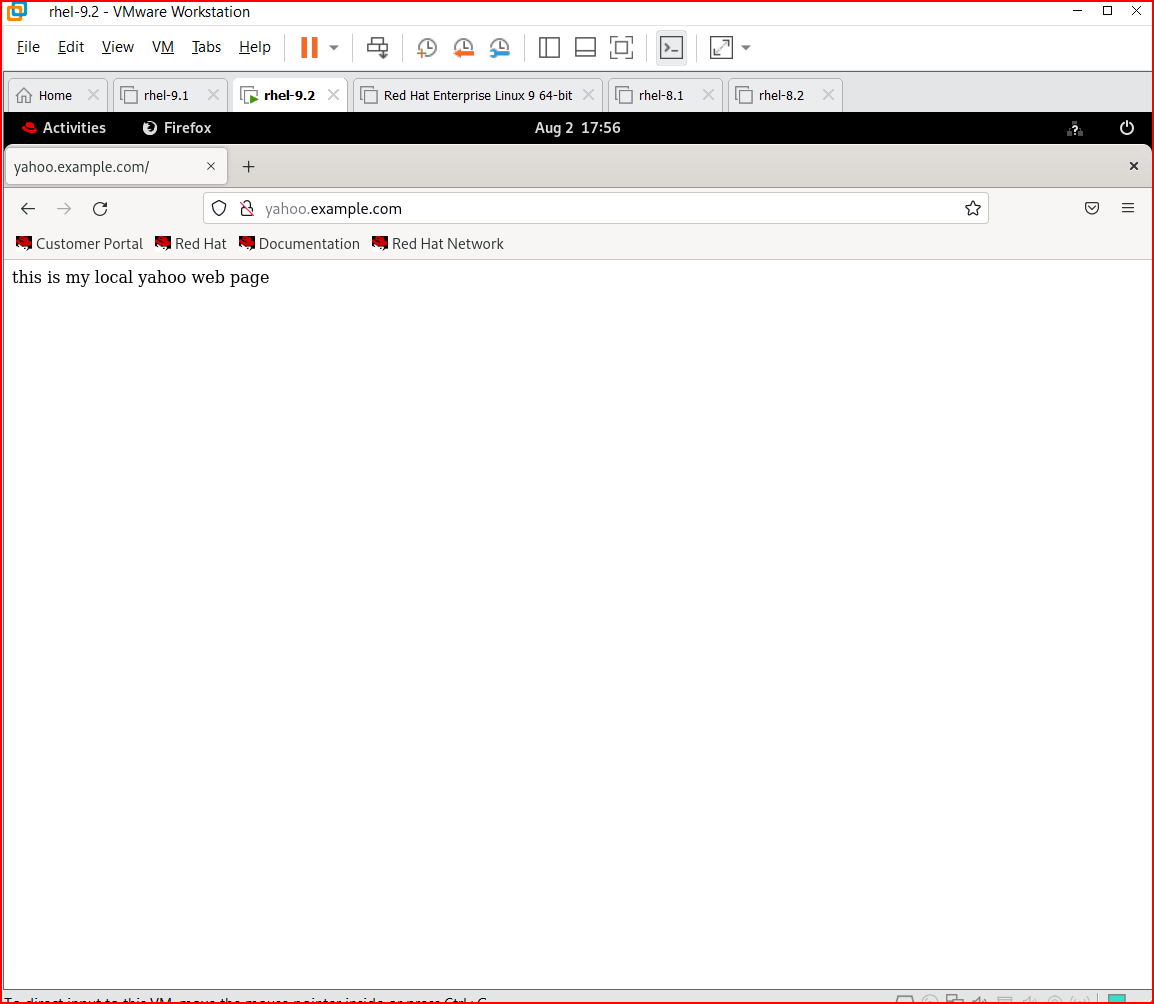 rhel-9.2 - VMware Workstation
File Edit View VM Tabs Help
Home rhel-9.1 rhel-9.2 Red Hat Enterprise Linux 9 64-bit rhel-8.1 rhel-8.2
Activities Firefox Aug 2 17:56
yahoo.example.com/
yahoo.example.com
Customer Portal Red Hat Documentation Red Hat Network
this is my local yahoo web page
To direct input to this VM, move the mouse pointer inside or press Ctrl+G.